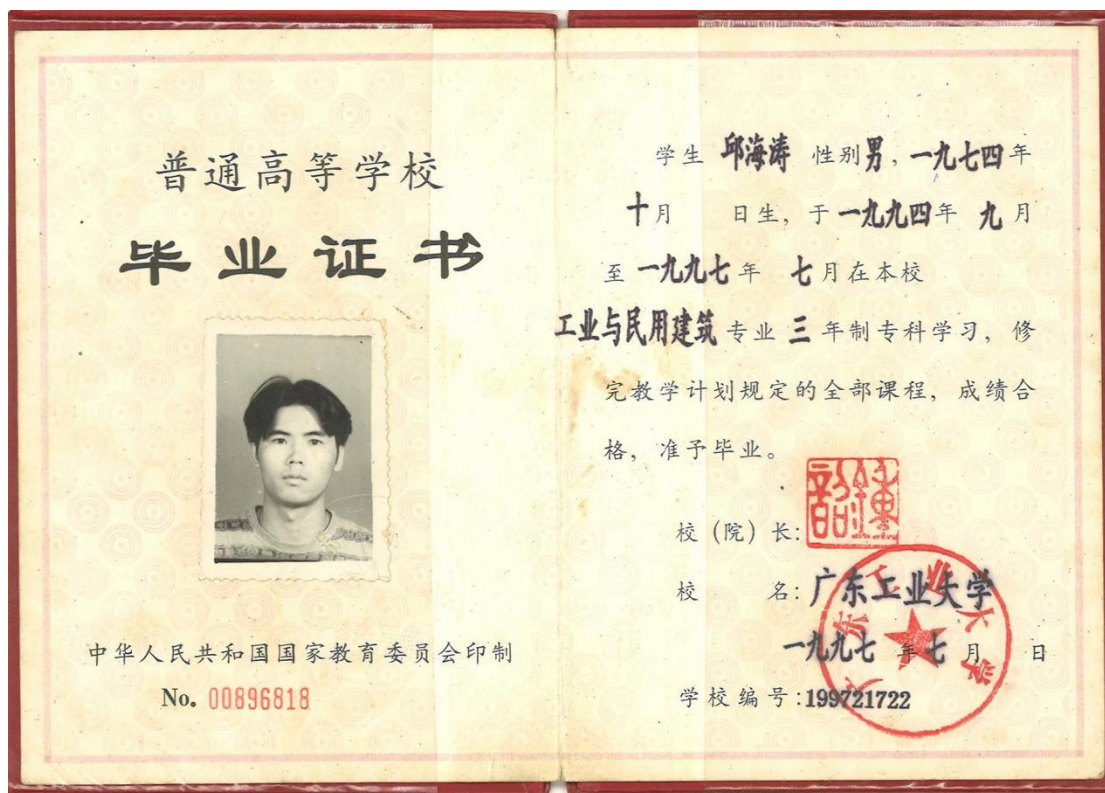 普通高等学校
毕业证书
中华人民共和国国家教育委员会印制
No. 00896818
学生 邱海涛 性别男，一九七四年
十月 日生，于一九九四年 九月
至一九九七年 七月在本校
工业与民用建筑专业 三 年制专科学习，修
完教学计划规定的全部课程，成绩合
格，准予毕业。
校（院）长：
校 名：广东工业大学
一九九七 年七 月 日
学校编号：199721722
广东工业大学